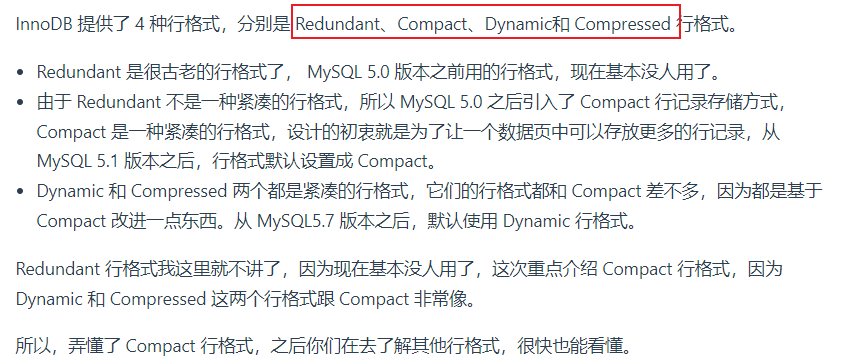 InnoDB 提供了 4 种行格式，分别是 Redundant、Compact、Dynamic和 Compressed 行格式。
• Redundant 是很古老的行格式了， MySQL 5.0 版本之前用的行格式，现在基本没人用了。
• 由于 Redundant 不是一种紧凑的行格式，所以 MySQL 5.0 之后引入了 Compact 行记录存储方式，
Compact 是一种紧凑的行格式，设计的初衷就是为了让一个数据页中可以存放更多的行记录，从
MySQL 5.1 版本之后，行格式默认设置成 Compact。
• Dynamic 和 Compressed 两个都是紧凑的行格式，它们的行格式都和 Compact 差不多，因为都是基于
Compact 改进一点东西。从 MySQL5.7 版本之后，默认使用 Dynamic 行格式。
Redundant 行格式我这里就不讲了，因为现在基本没人用了，这次重点介绍 Compact 行格式，因为
Dynamic 和 Compressed 这两个行格式跟 Compact 非常像。
所以，弄懂了 Compact 行格式，之后你们在去了解其他行格式，很快也能看懂。